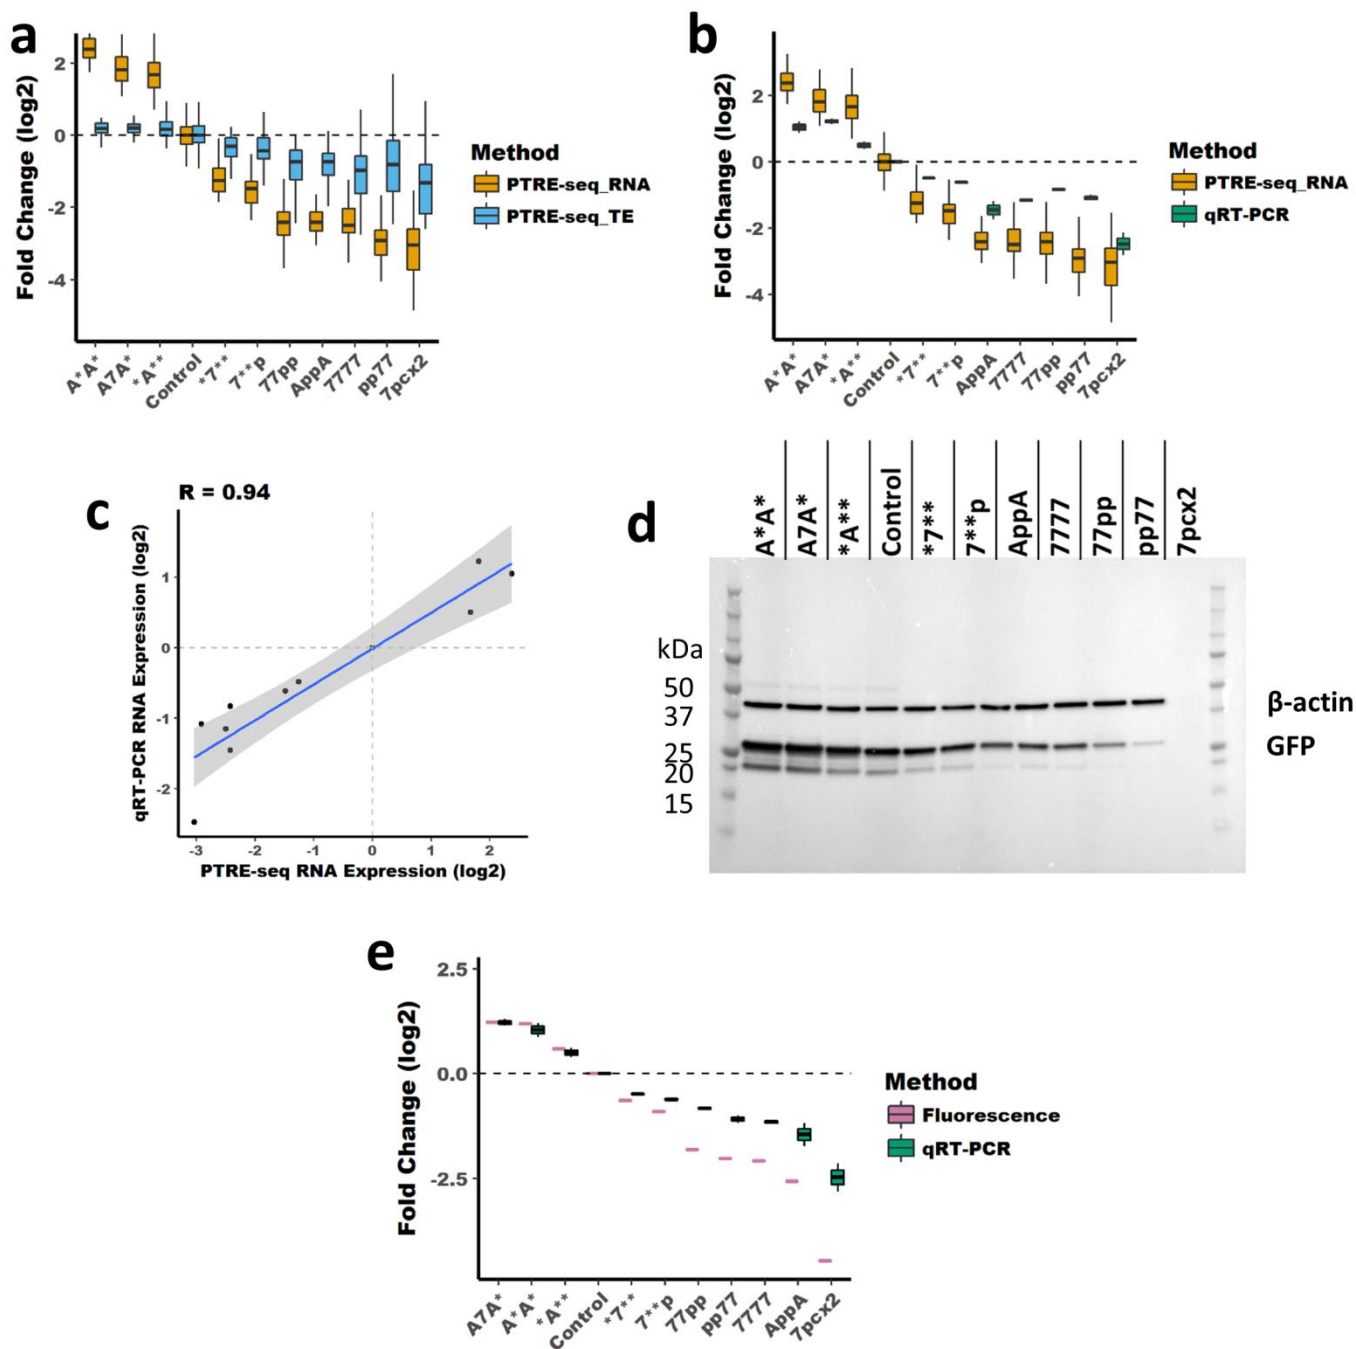 a
Fold Change (log2)
2
0
-2
-4
A*A*
A7A*
*A**
Control
*7**
7**p
77pp
AppA
7777
pp77
7pcx2
Method
PTRE-seq_RNA
PTRE-seq_TE
b
Fold Change (log2)
2
0
-2
-4
A*A*
A7A*
*A**
Control
*7**
7**p
AppA
7777
77pp
pp77
7pcx2
Method
PTRE-seq_RNA
qRT-PCR
c
R = 0.94
qRT-PCR RNA Expression (log2)
1
0
-1
-2
-3
-2
-1
0
1
2
PTRE-seq RNA Expression (log2)
d
A*A*
A7A*
*A**
Control
*7**
7**p
AppA
7777
77pp
pp77
7pcx2
kDa
50
37
25
20
15
β-actin
GFP
e
Fold Change (log2)
2.5
0.0
-2.5
A7A*
A*A*
*A**
Control
*7**
7**p
77pp
pp77
7777
AppA
7pcx2
Method
Fluorescence
qRT-PCR